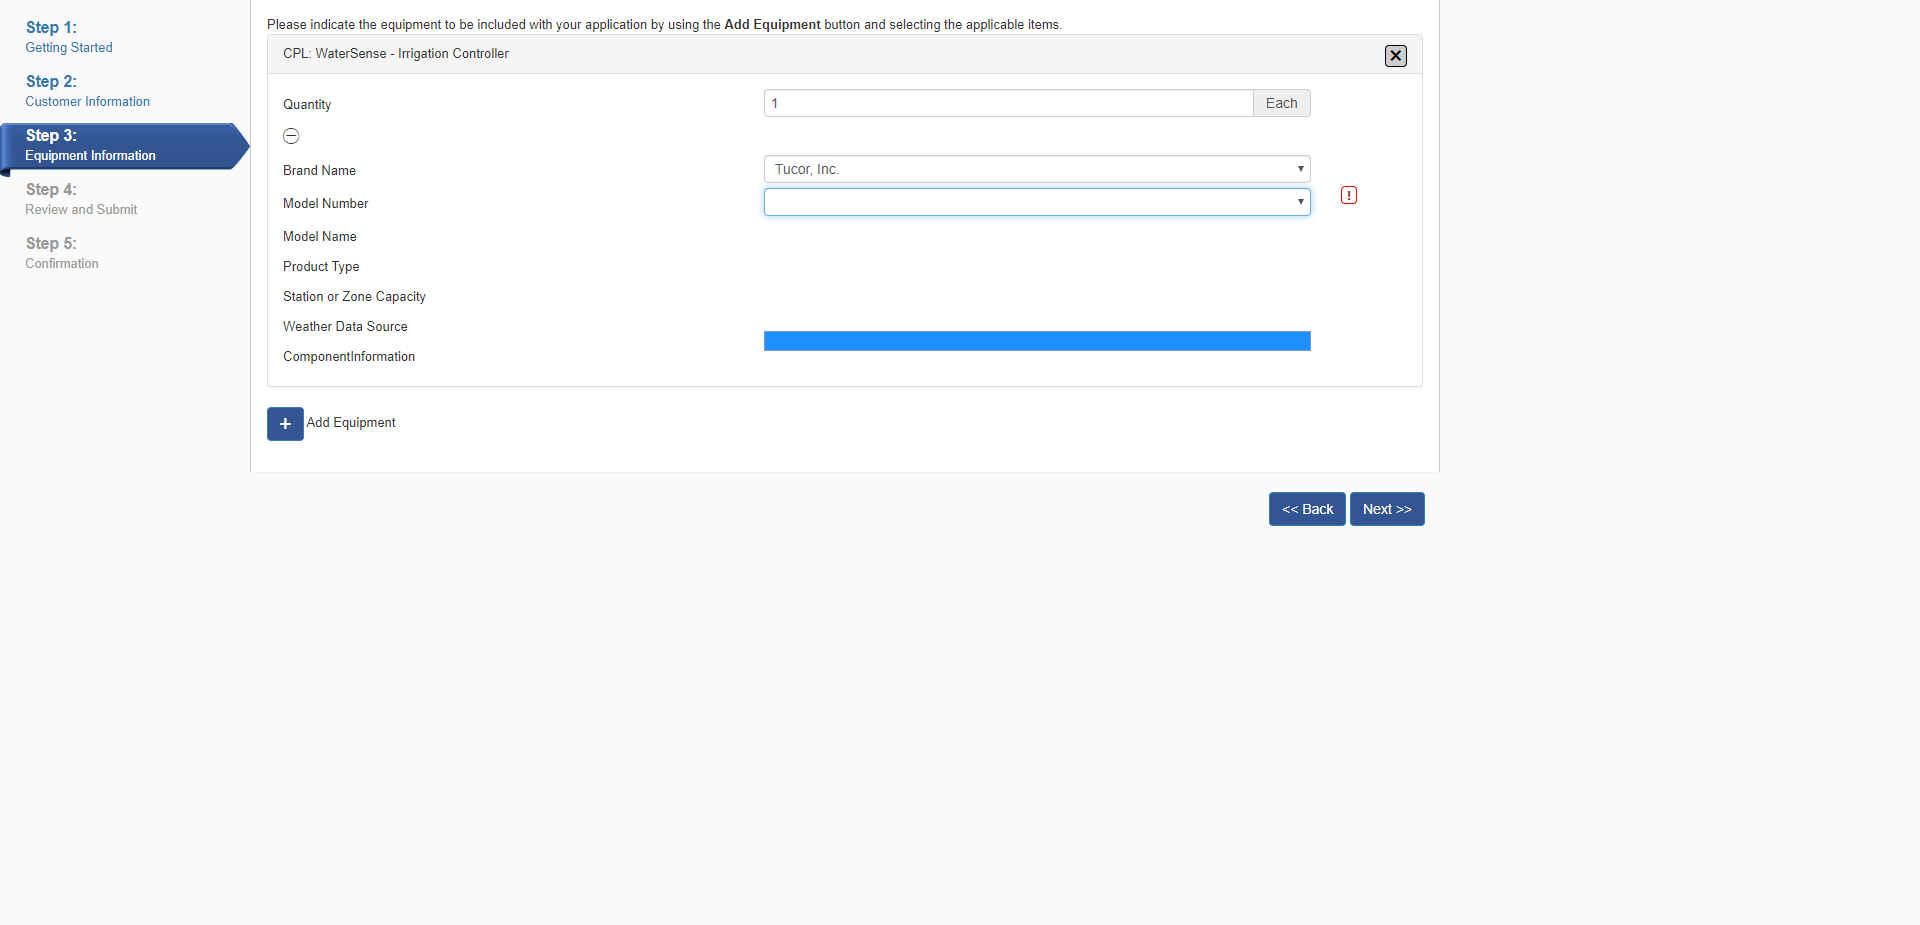 Step 1:
Getting Started
Step 2:
Customer Information
Step 3:
Equipment Information
Step 4:
Review and Submit
Step 5:
Confirmation
Please indicate the equipment to be included with your application by using the Add Equipment button and selecting the applicable items.
CPL: WaterSense - Irrigation Controller
Quantity
1
Each
Brand Name
Tucor, Inc.
Model Number
!
Model Name
Product Type
Station or Zone Capacity
Weather Data Source
ComponentInformation
+ Add Equipment
<< Back
Next >>